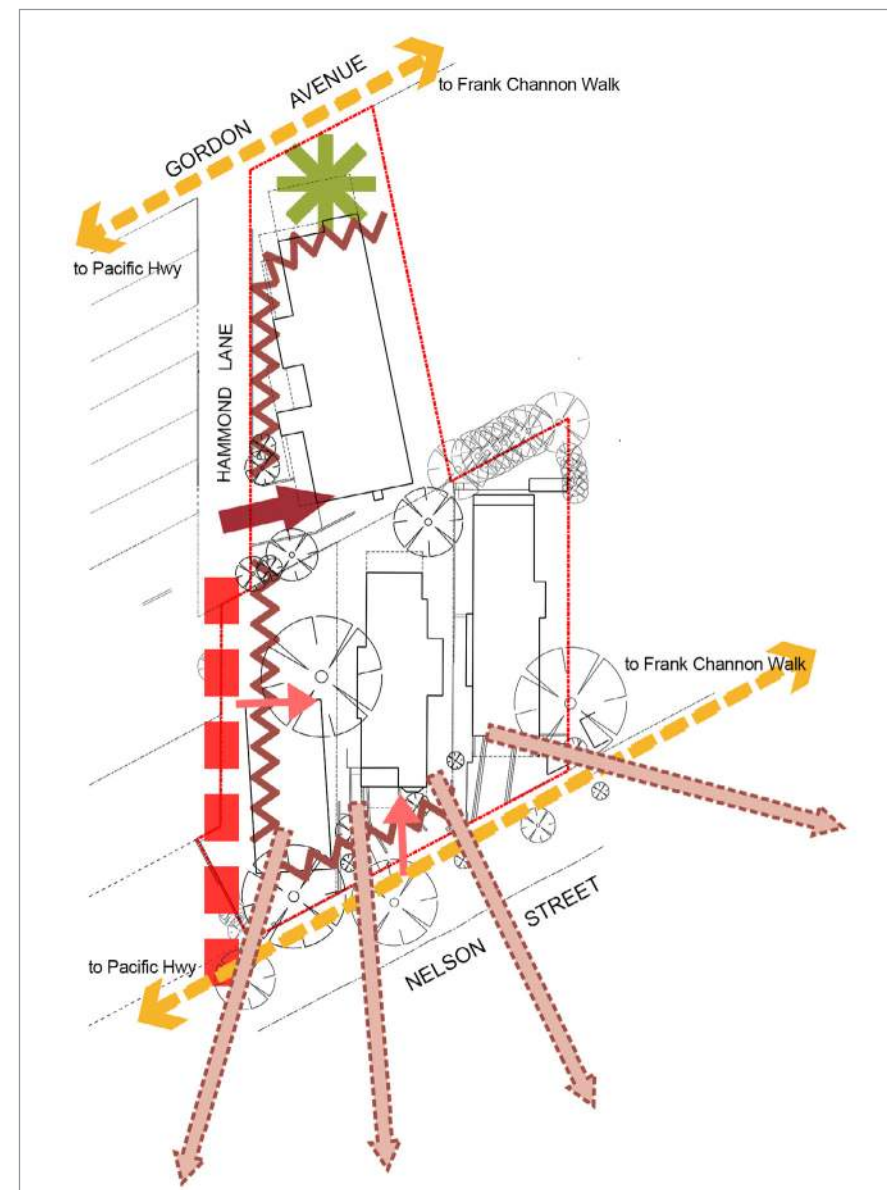 GORDON AVENUE
to Frank Channon Walk
to Pacific Hwy
HAMMOND LANE
to Frank Channon Walk
to Pacific Hwy
NELSON STREET